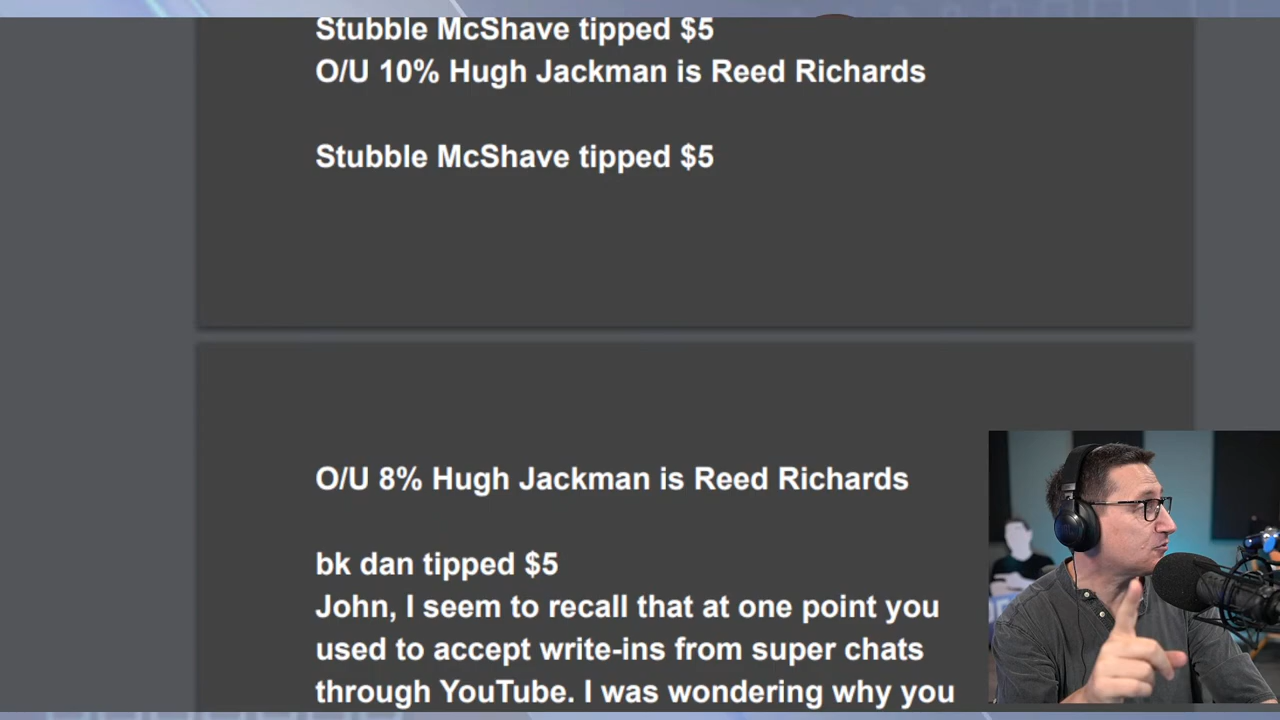 Stubble McShave tipped $5
O/U 10% Hugh Jackman is Reed Richards
Stubble McShave tipped $5
O/U 8% Hugh Jackman is Reed Richards
bk dan tipped $5
John, I seem to recall that at one point you
used to accept write-ins from super chats
through YouTube. I was wondering why you